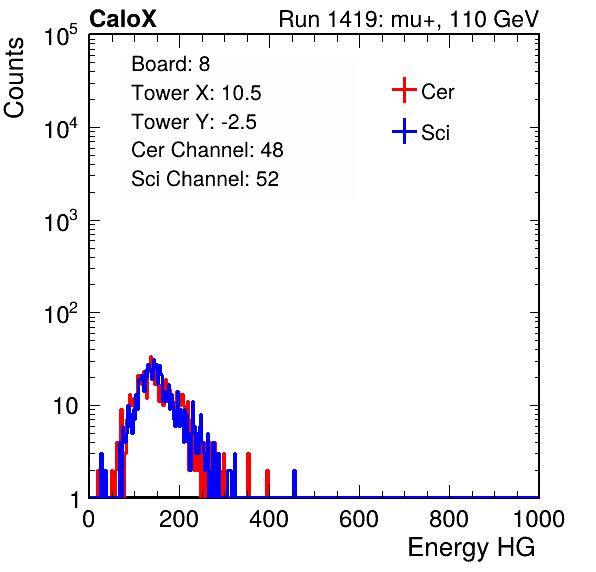 CaloX Run 1419: mu+, 110 GeV
Counts
Board: 8
Tower X: 10.5
Tower Y: -2.5
Cer Channel: 48
Sci Channel: 52
Cer
Sci
10^5
10^4
10^3
10^2
10
1
0 200 400 600 800 1000
Energy HG